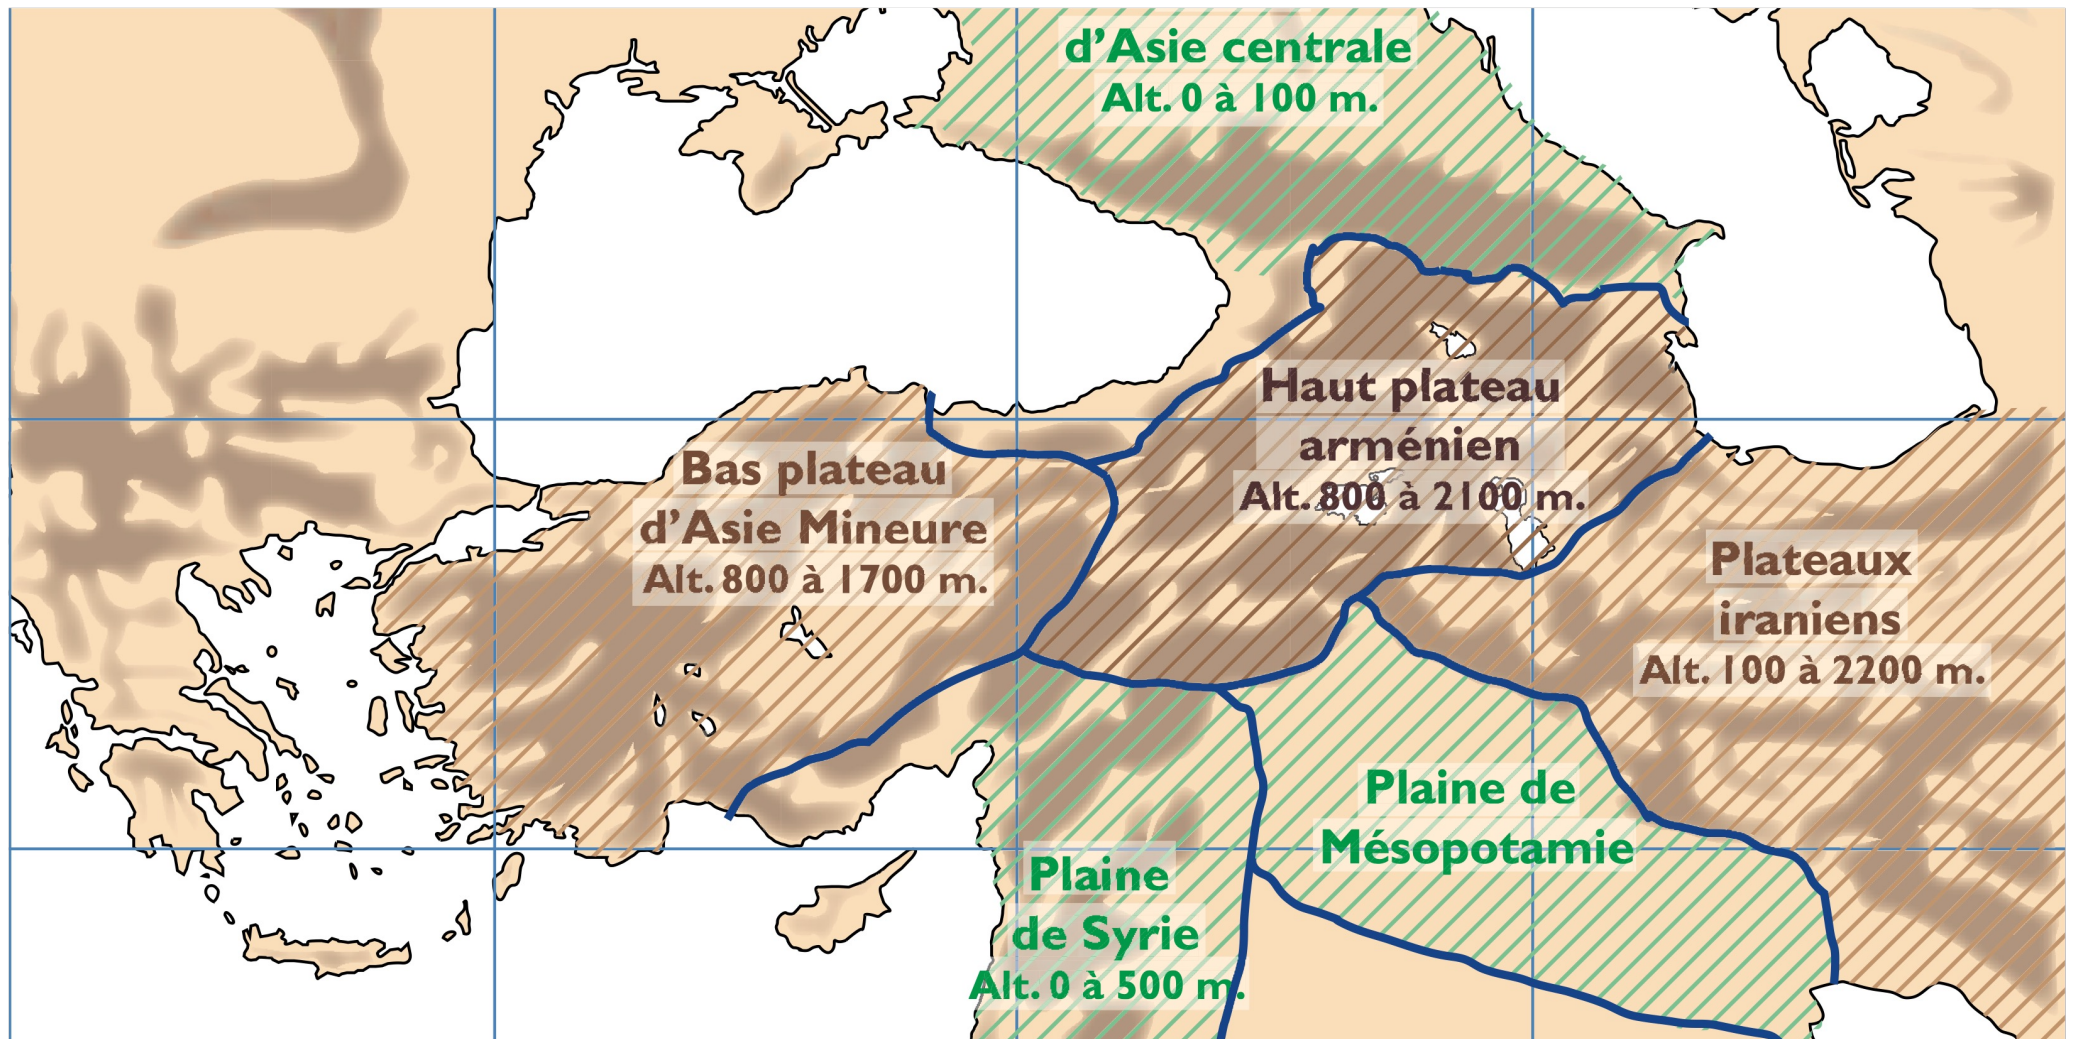 d'Asie centrale
Alt. 0 à 100 m.
Haut plateau
arménien
Alt. 800 à 2100 m.
Bas plateau
d'Asie Mineure
Alt. 800 à 1700 m.
Plateaux
iraniens
Alt. 100 à 2200 m.
Plaine de
Mésopotamie
Plaine
de Syrie
Alt. 0 à 500 m.